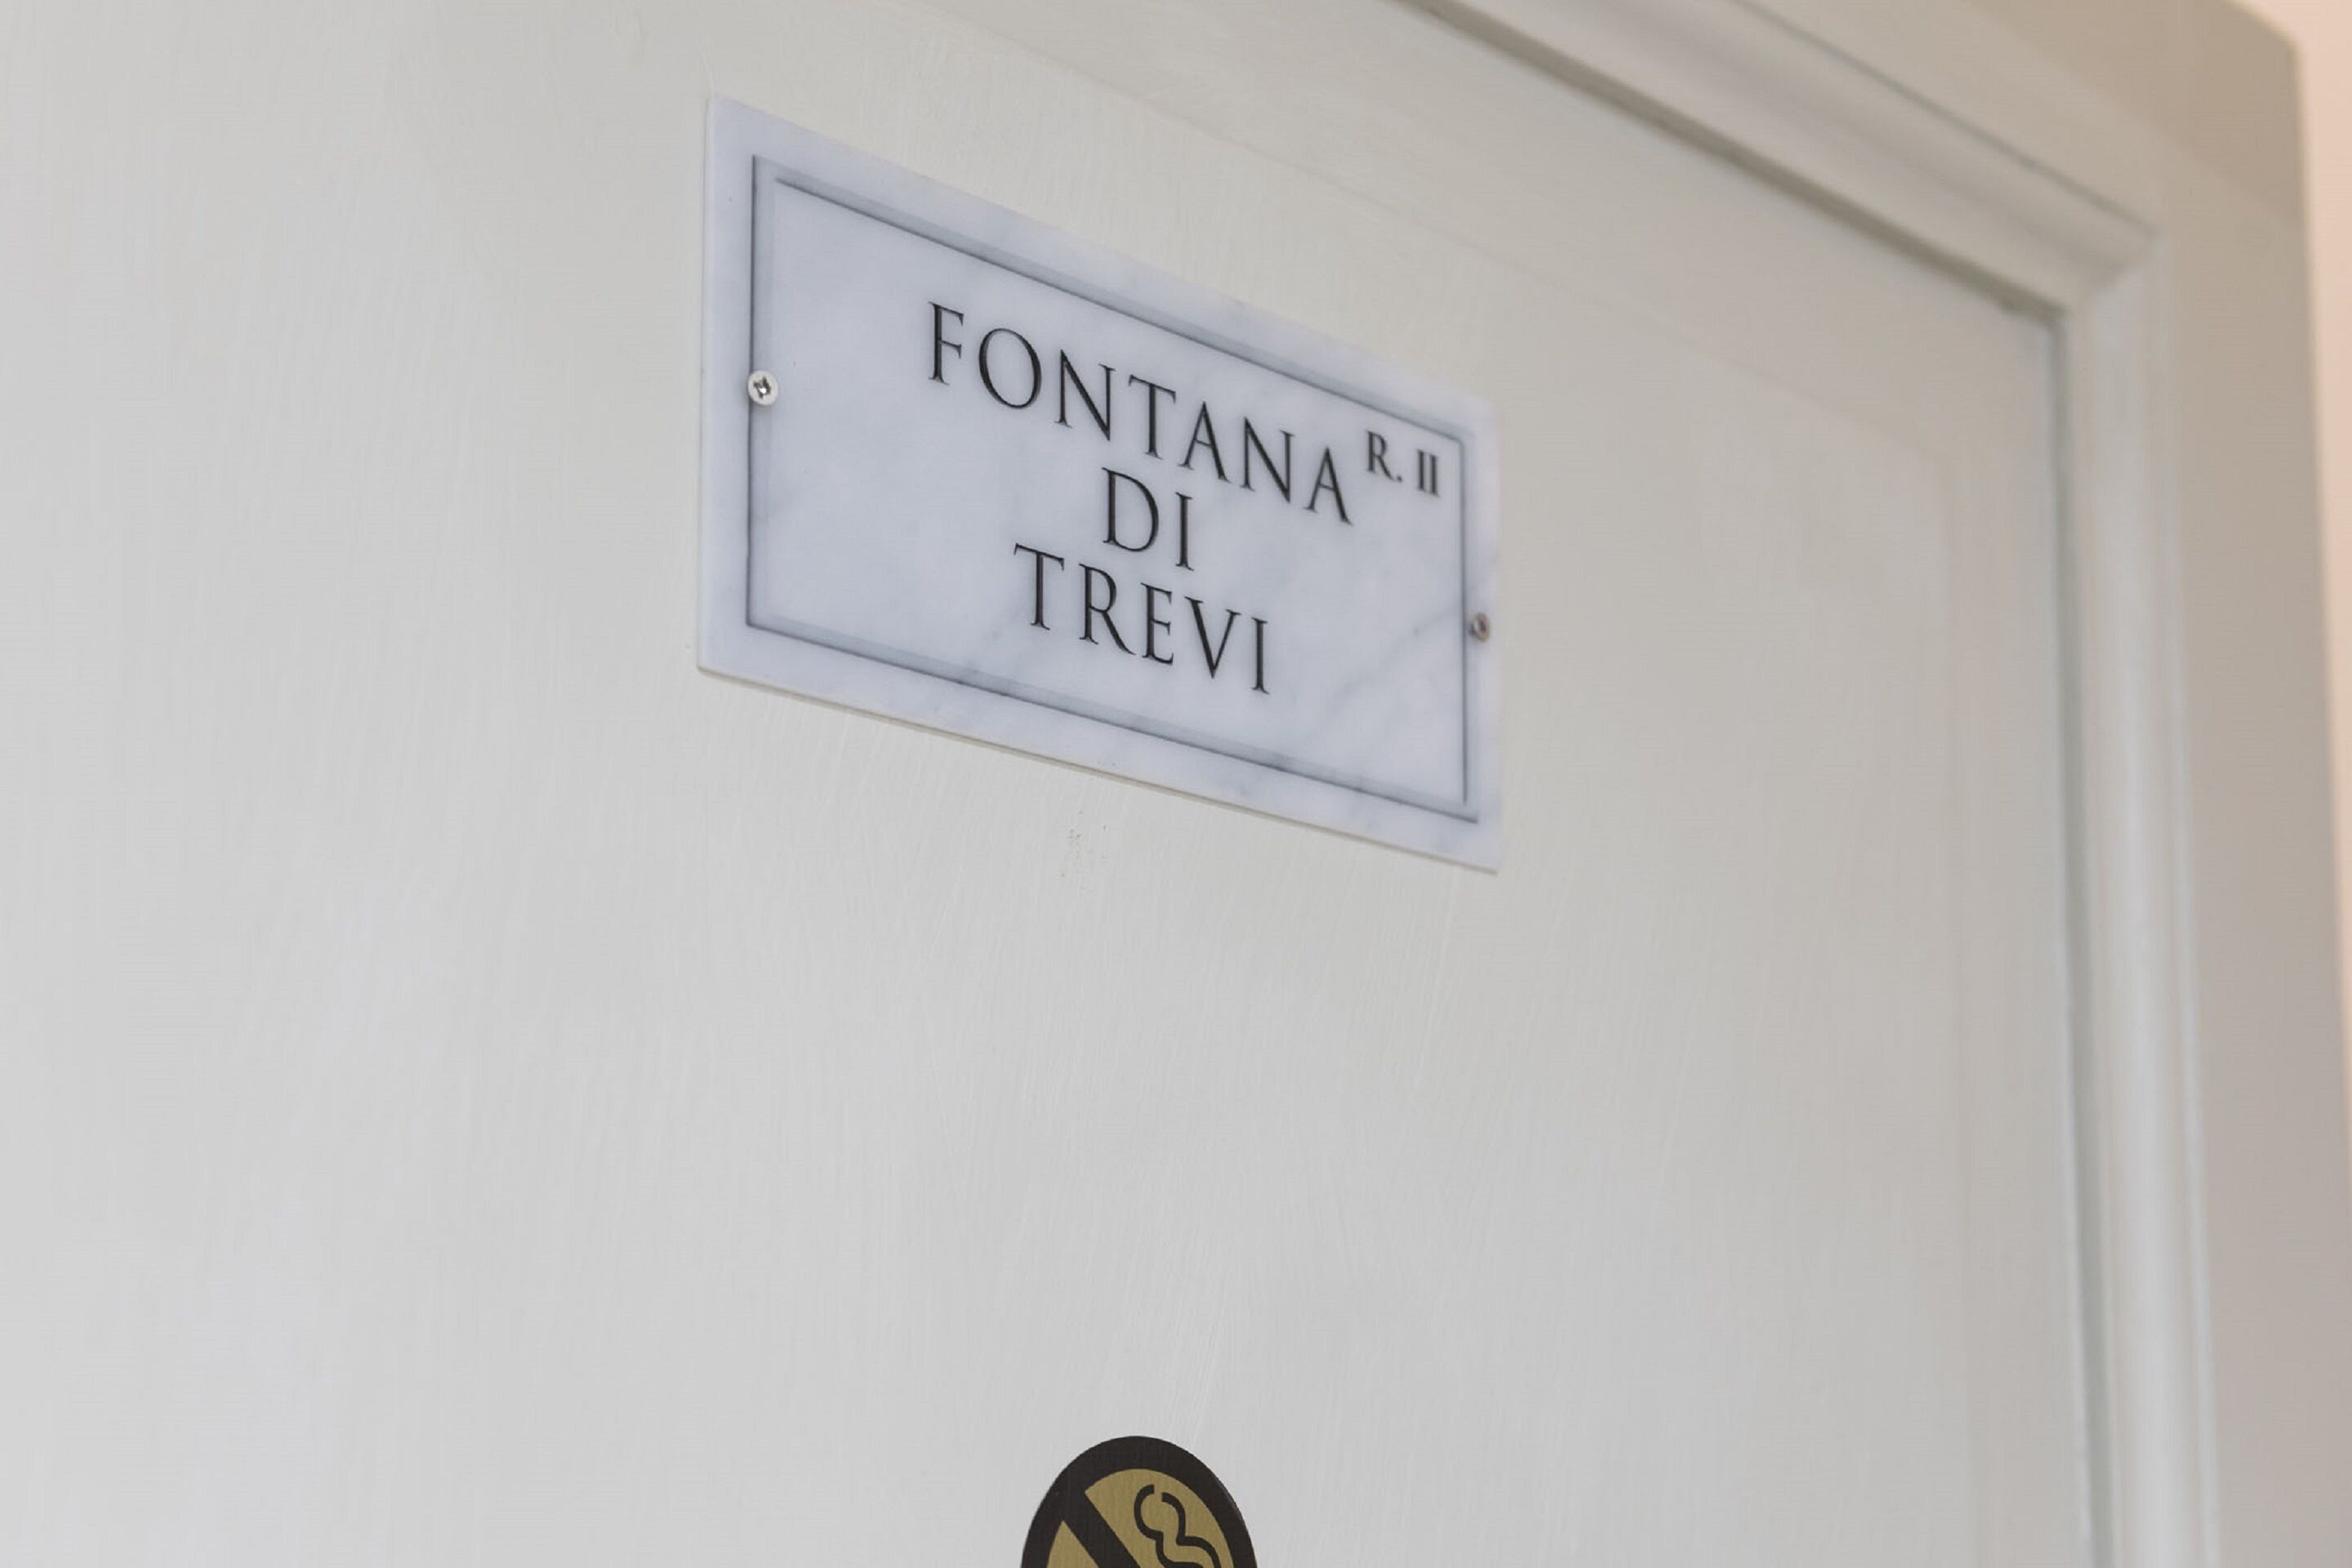 R. II
FONTANA
DI
TREVI